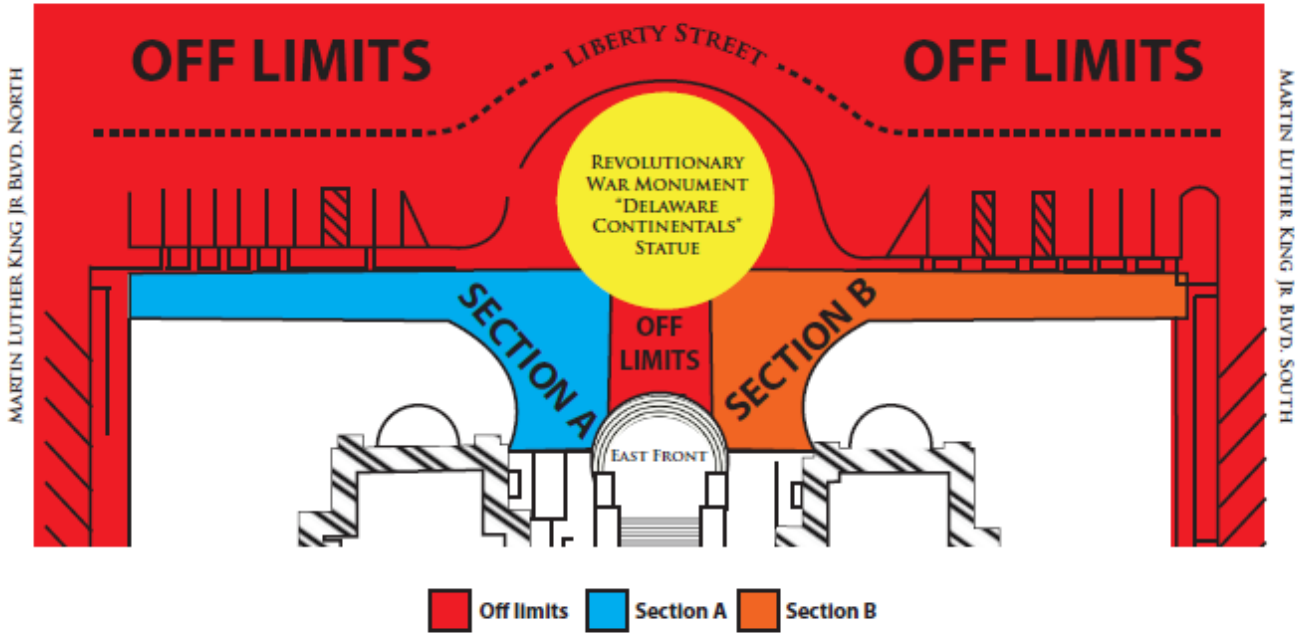 OFF LIMITS
LIBERTY STREET
OFF LIMITS
MARTIN LUTHER KING JR BLVD. NORTH
MARTIN LUTHER KING JR BLVD. SOUTH
REVOLUTIONARY
WAR MONUMENT
"DELAWARE
CONTINENTALS"
STATUE
SECTION A
OFF
LIMITS
SECTION B
EAST FRONT
Off limits
Section A
Section B